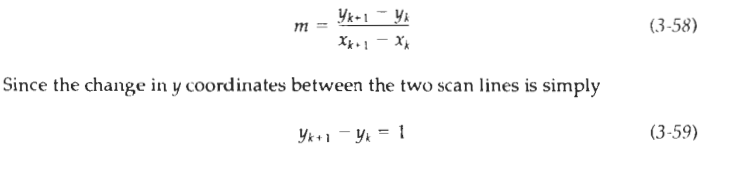 m = \frac{y_{k+1} - y_k}{x_{k+1} - x_k} (3-58)
Since the change in y coordinates between the two scan lines is simply
y_{k+1} - y_k = 1 (3-59)